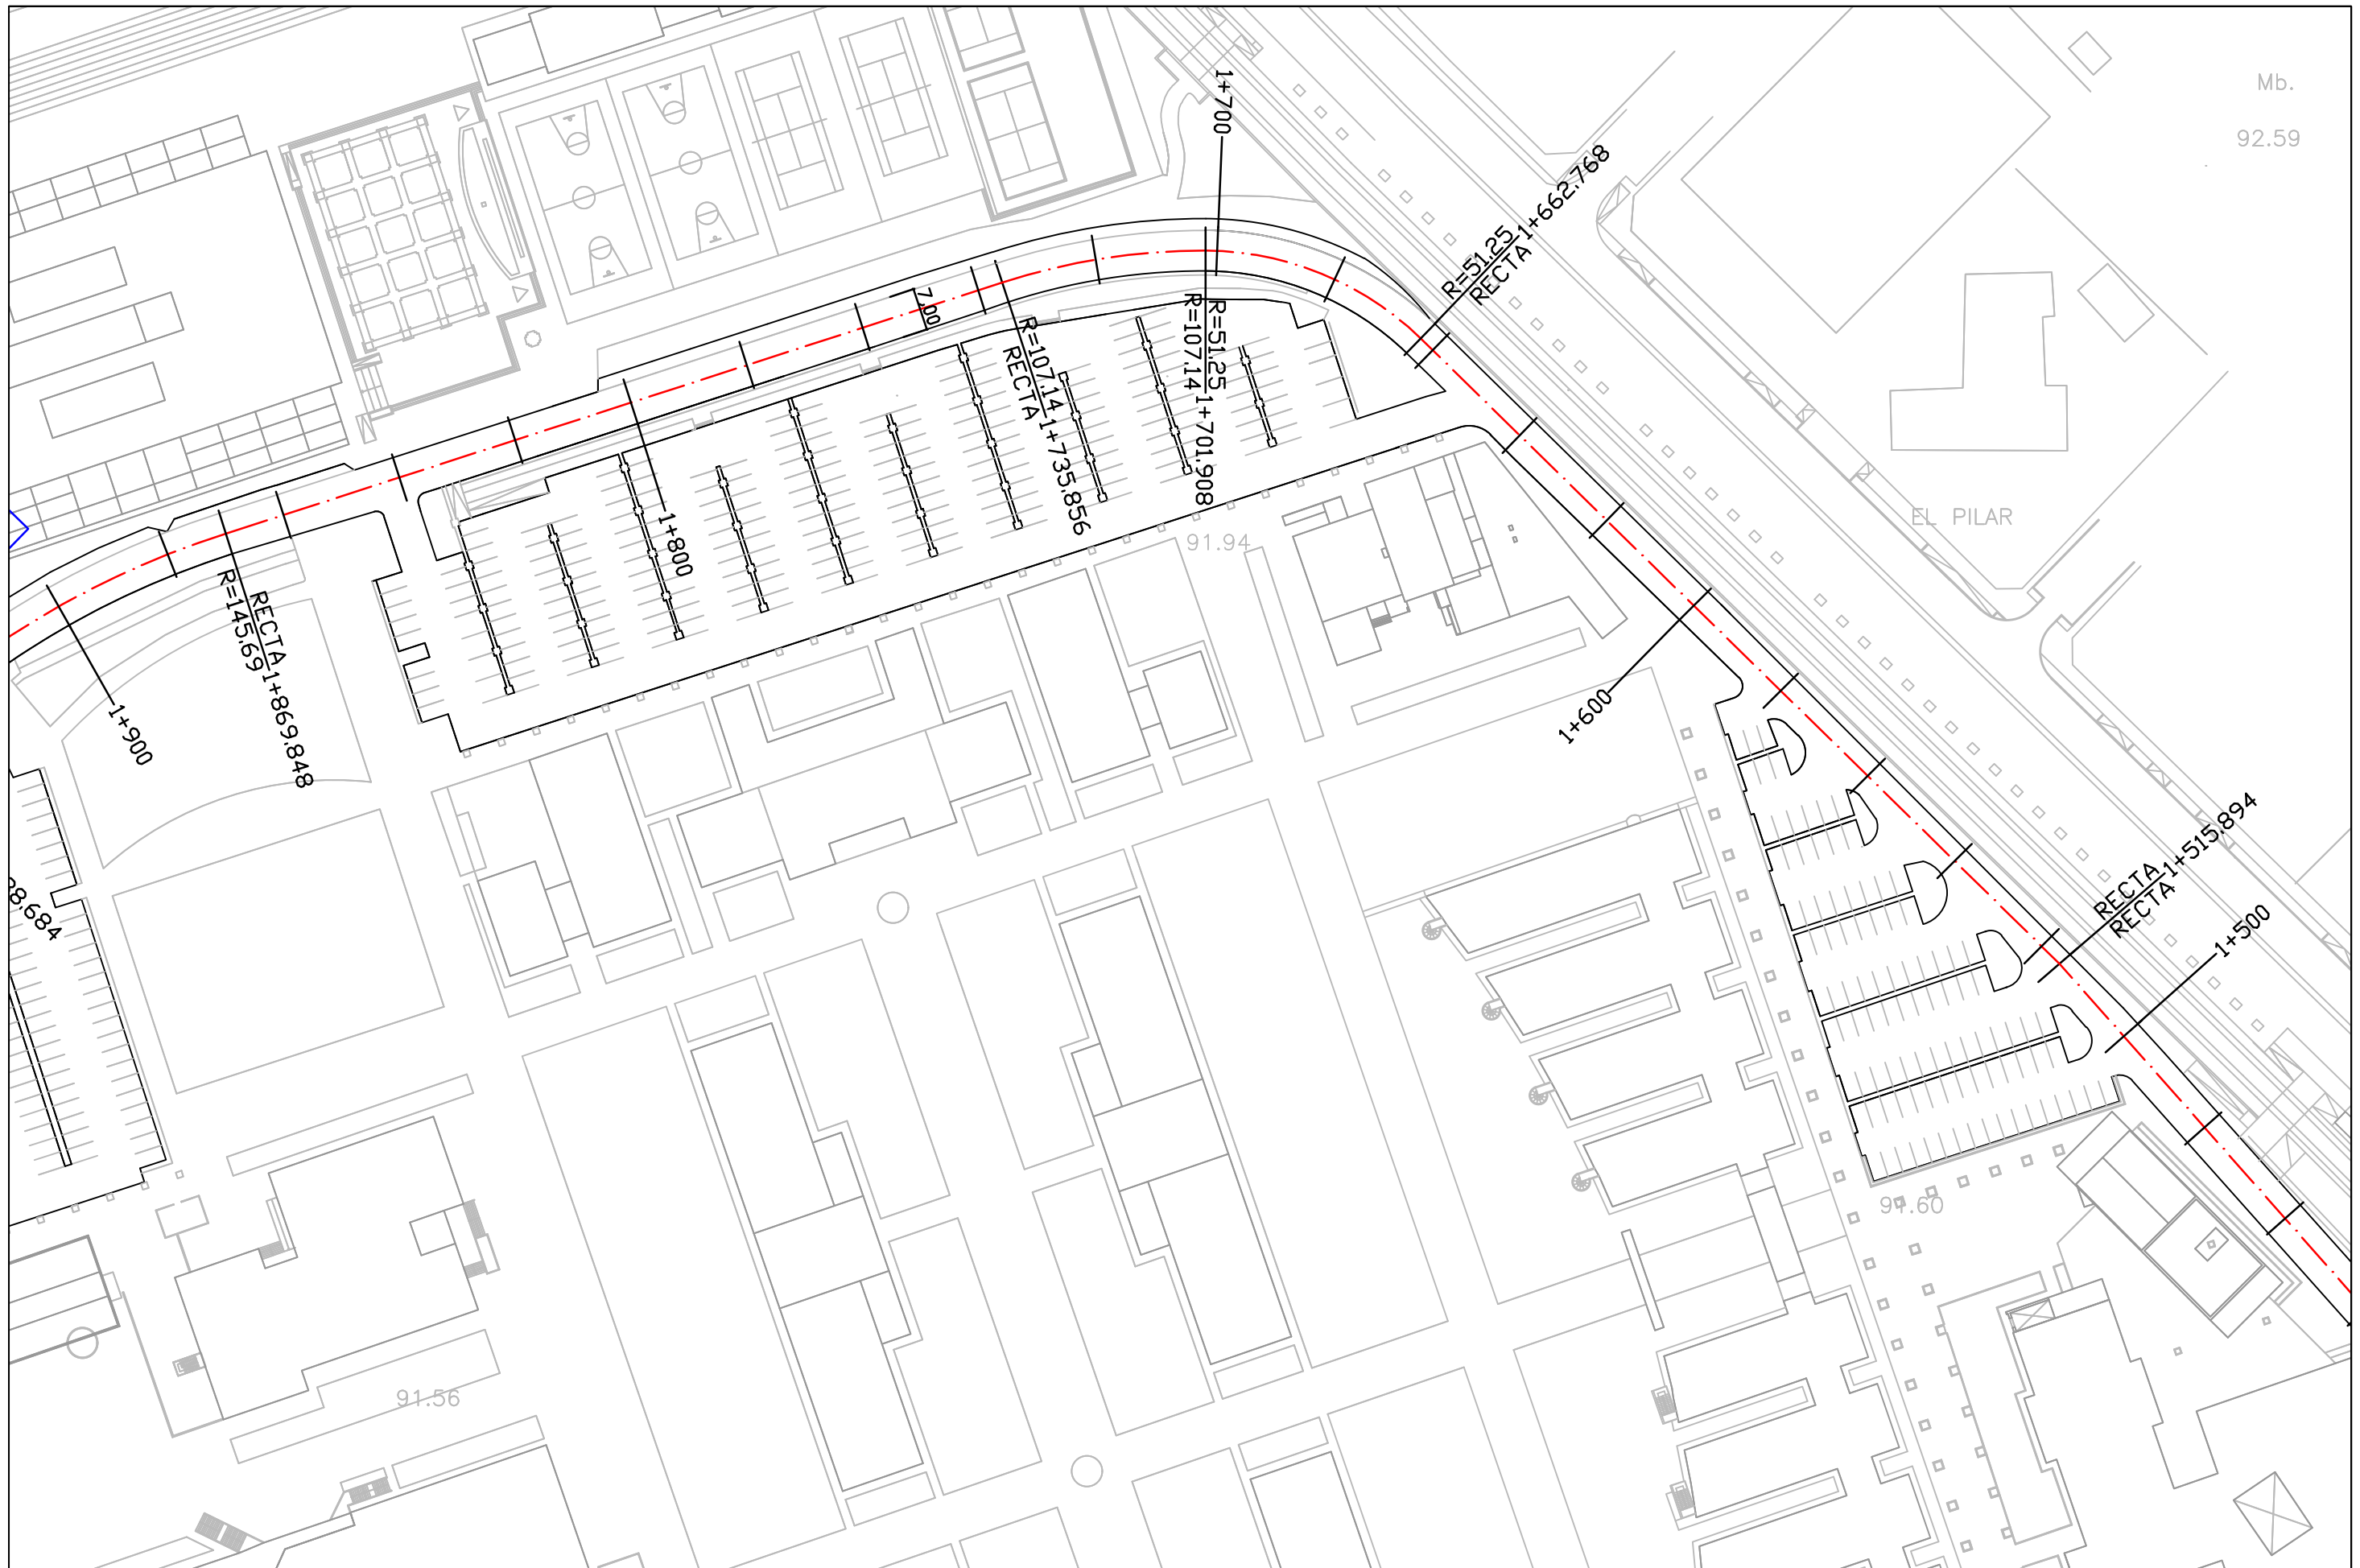 Mb.
92.59
1+700
R=51.25
RECTA
1+662.768
7,00
R=107.14
RECTA
1+735.856
R=51.25
R=107.14
1+701.908
EL PILAR
91.94
1+800
1+600
RECTA
R=145.69
1+869.848
1+900
RECTA
RECTA
1+515.894
1+500
28.684
91.60
91.56